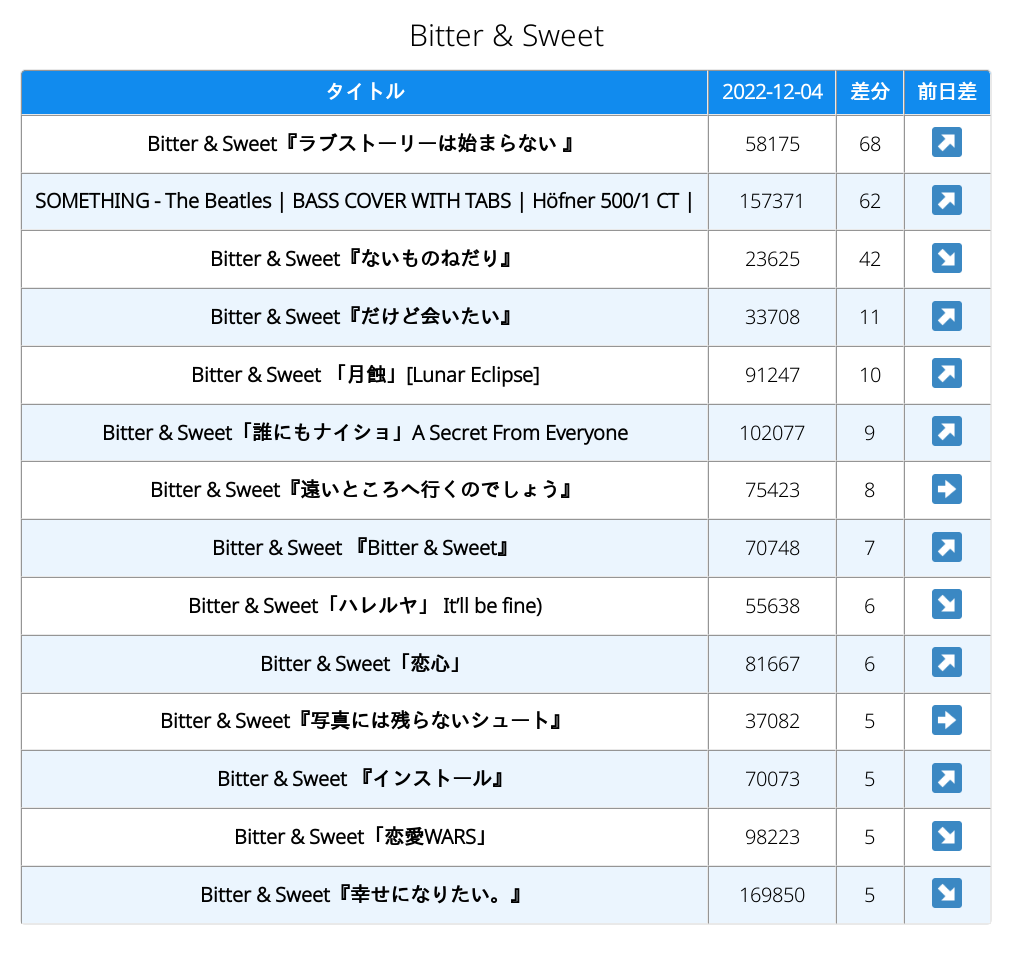 Bitter & Sweet
タイトル 2022-12-04 差分 前日差
Bitter & Sweet『ラブストーリーは始まらない 』 58175 68
SOMETHING - The Beatles | BASS COVER WITH TABS | Höfner 500/1 CT | 157371 62
Bitter & Sweet『ないものねだり』 23625 42
Bitter & Sweet『だけど会いたい』 33708 11
Bitter & Sweet 「月蝕」[Lunar Eclipse] 91247 10
Bitter & Sweet「誰にもナイショ」A Secret From Everyone 102077 9
Bitter & Sweet『遠いところへ行くのでしょう』 75423 8
Bitter & Sweet 『Bitter & Sweet』 70748 7
Bitter & Sweet「ハレルヤ」 It’ll be fine) 55638 6
Bitter & Sweet「恋心」 81667 6
Bitter & Sweet『写真には残らないシュート』 37082 5
Bitter & Sweet 『インストール』 70073 5
Bitter & Sweet「恋愛WARS」 98223 5
Bitter & Sweet『幸せになりたい。』 169850 5